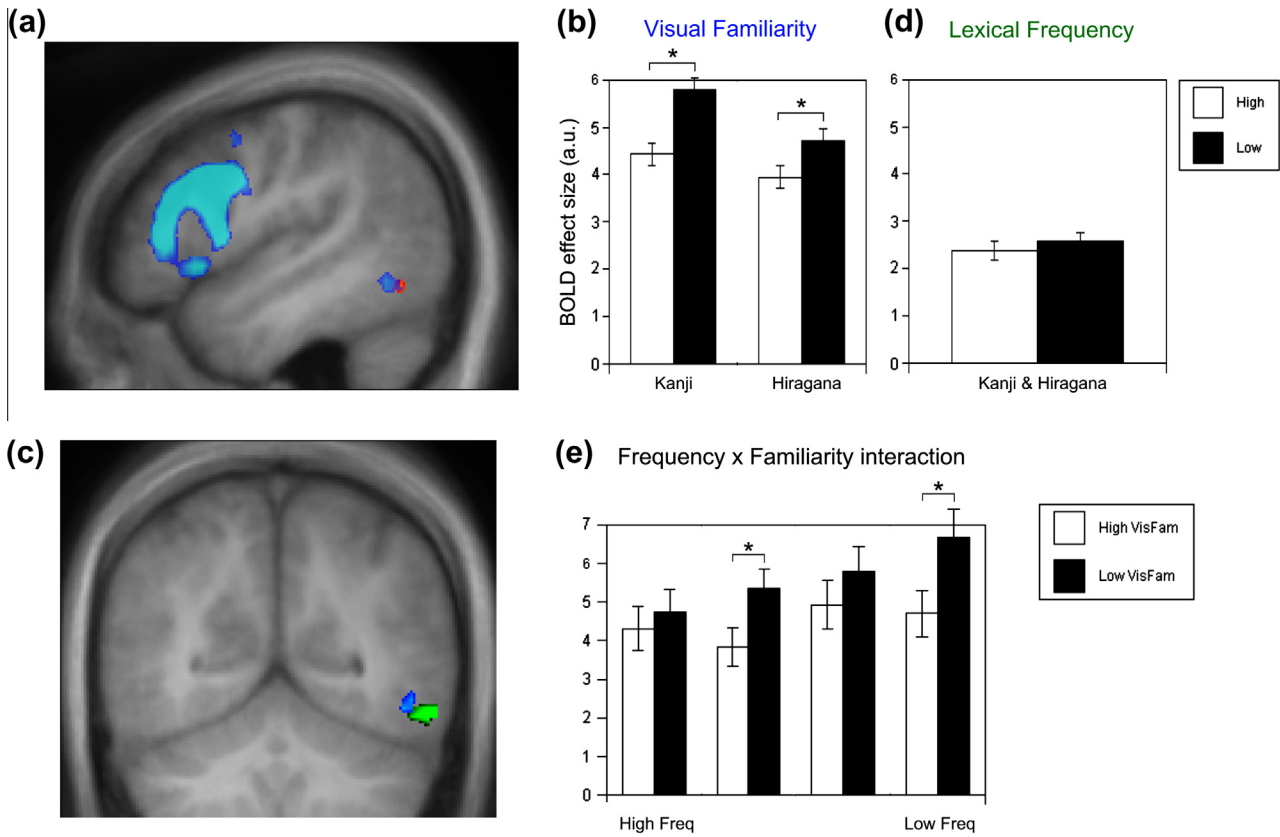 (a)
(b)
Visual Familiarity
(d)
Lexical Frequency
BOLD effect size (a.u.)
6
5
4
3
2
1
0
*
*
Kanji
Hiragana
6
5
4
3
2
1
0
Kanji & Hiragana
High
Low
(c)
(e)
Frequency x Familiarity interaction
7
6
5
4
3
2
1
0
*
*
High Freq
Low Freq
High VisFam
Low VisFam